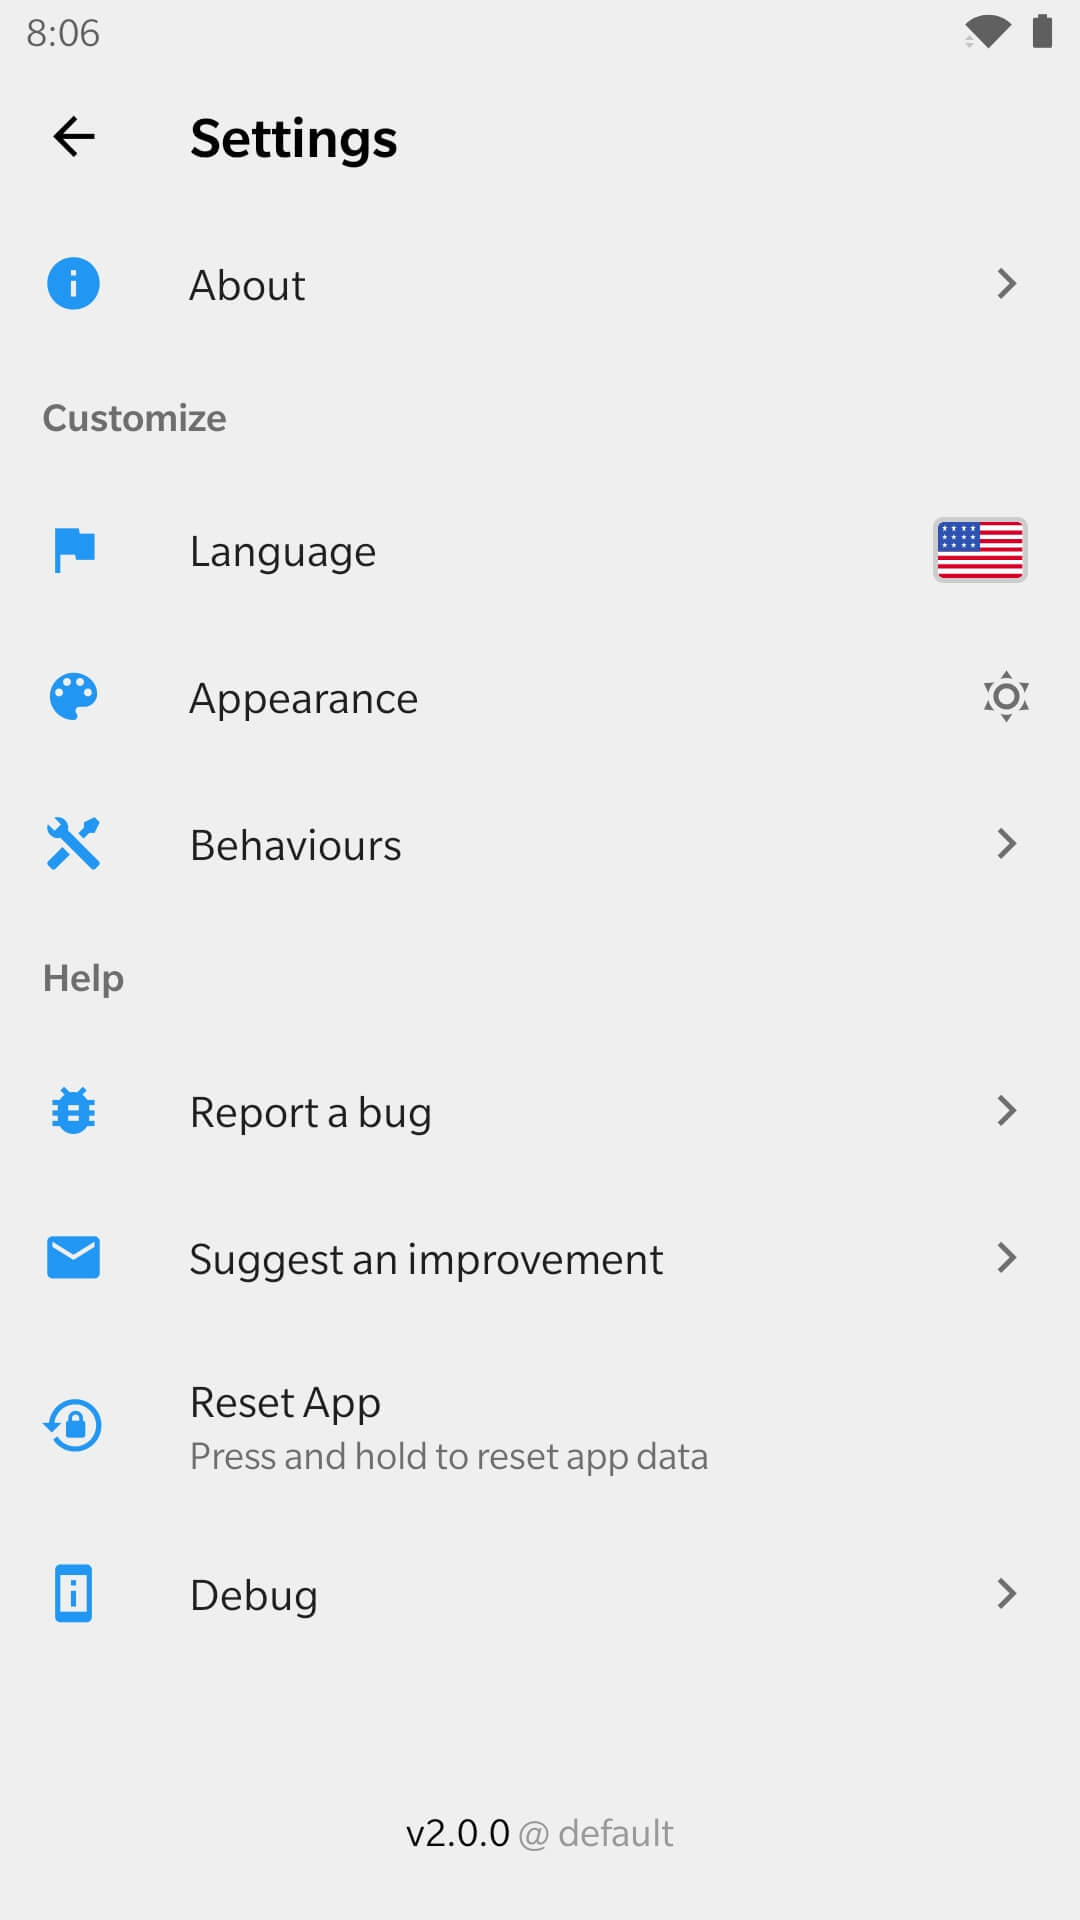 8:06
Settings
About
Customize
Language
Appearance
Behaviours
Help
Report a bug
Suggest an improvement
Reset App
Press and hold to reset app data
Debug
v2.0.0 @ default